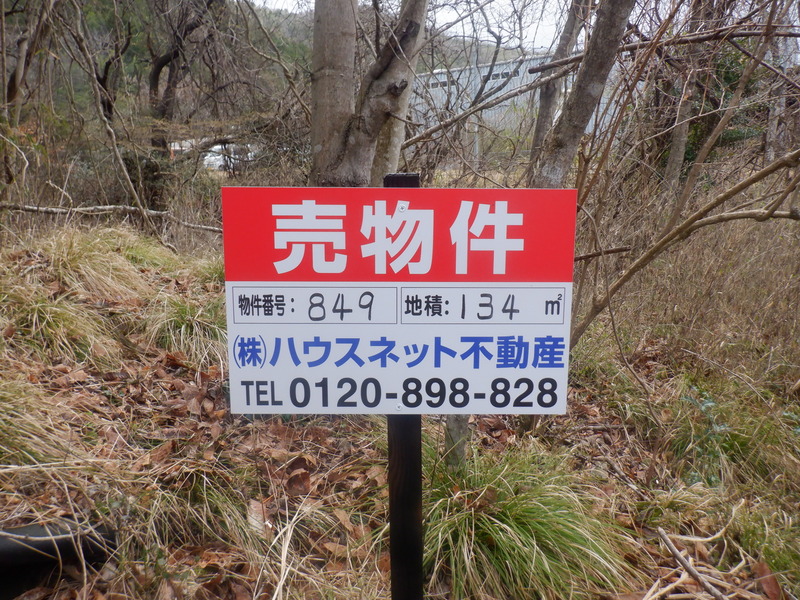 売物件
物件番号: 849 地積: 134 ㎡
(株)ハウスネット不動産
TEL 0120-898-828